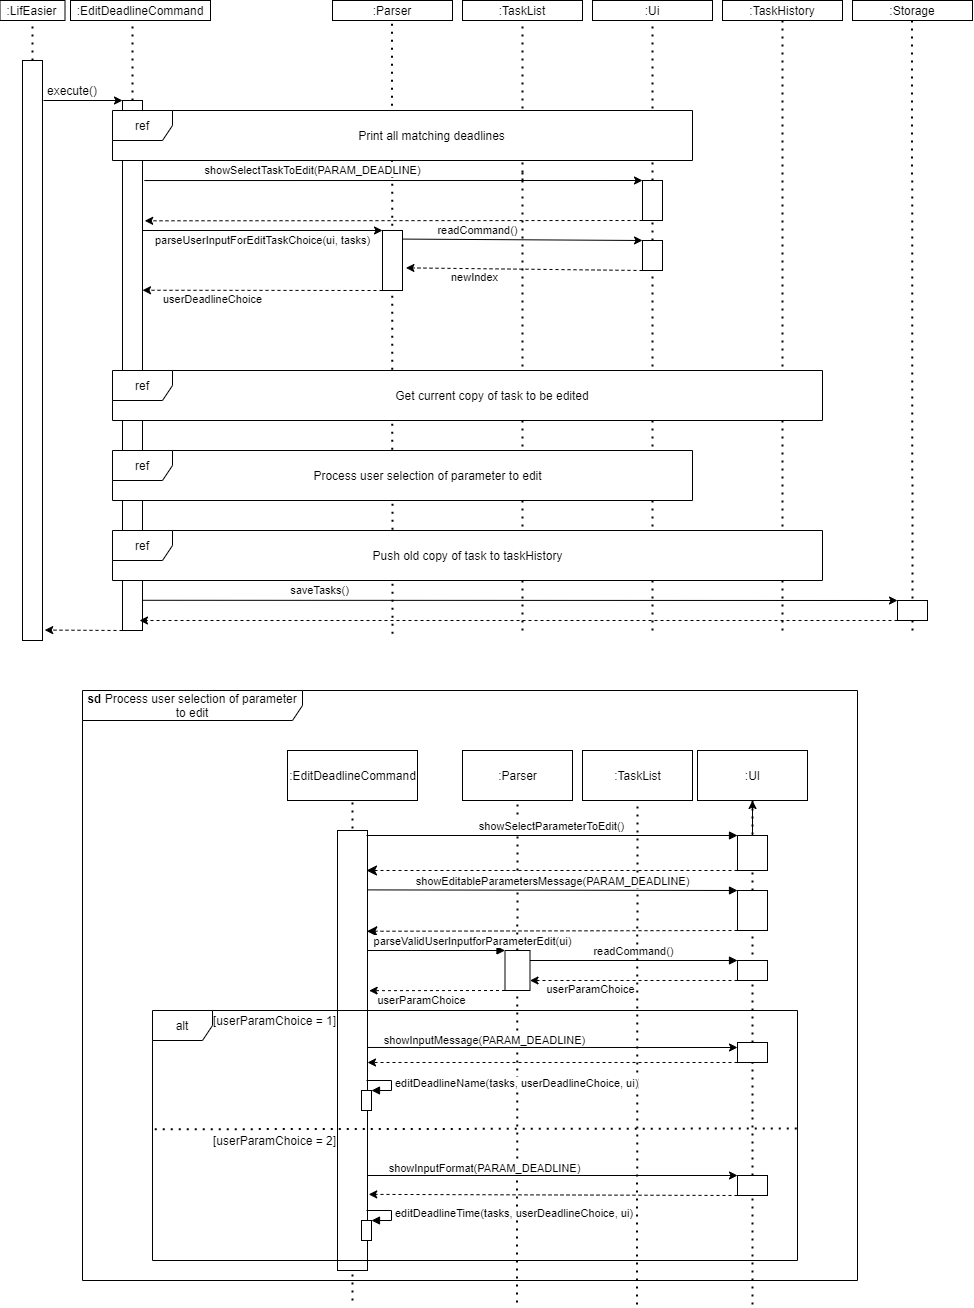 :LifEasier
:EditDeadlineCommand
:Parser
:TaskList
:Ui
:TaskHistory
:Storage
execute()
ref
Print all matching deadlines
showSelectTaskToEdit(PARAM_DEADLINE)
parseUserInputForEditTaskChoice(ui, tasks)
readCommand()
newIndex
userDeadlineChoice
ref
Get current copy of task to be edited
ref
Process user selection of parameter to edit
ref
Push old copy of task to taskHistory
saveTasks()
sd Process user selection of parameter
to edit
:EditDeadlineCommand
:Parser
:TaskList
:UI
showSelectParameterToEdit()
showEditableParametersMessage(PARAM_DEADLINE)
parseValidUserInputforParameterEdit(ui)
readCommand()
userParamChoice
userParamChoice
alt
[userParamChoice = 1]
showInputMessage(PARAM_DEADLINE)
editDeadlineName(tasks, userDeadlineChoice, ui)
[userParamChoice = 2]
showInputFormat(PARAM_DEADLINE)
editDeadlineTime(tasks, userDeadlineChoice, ui)